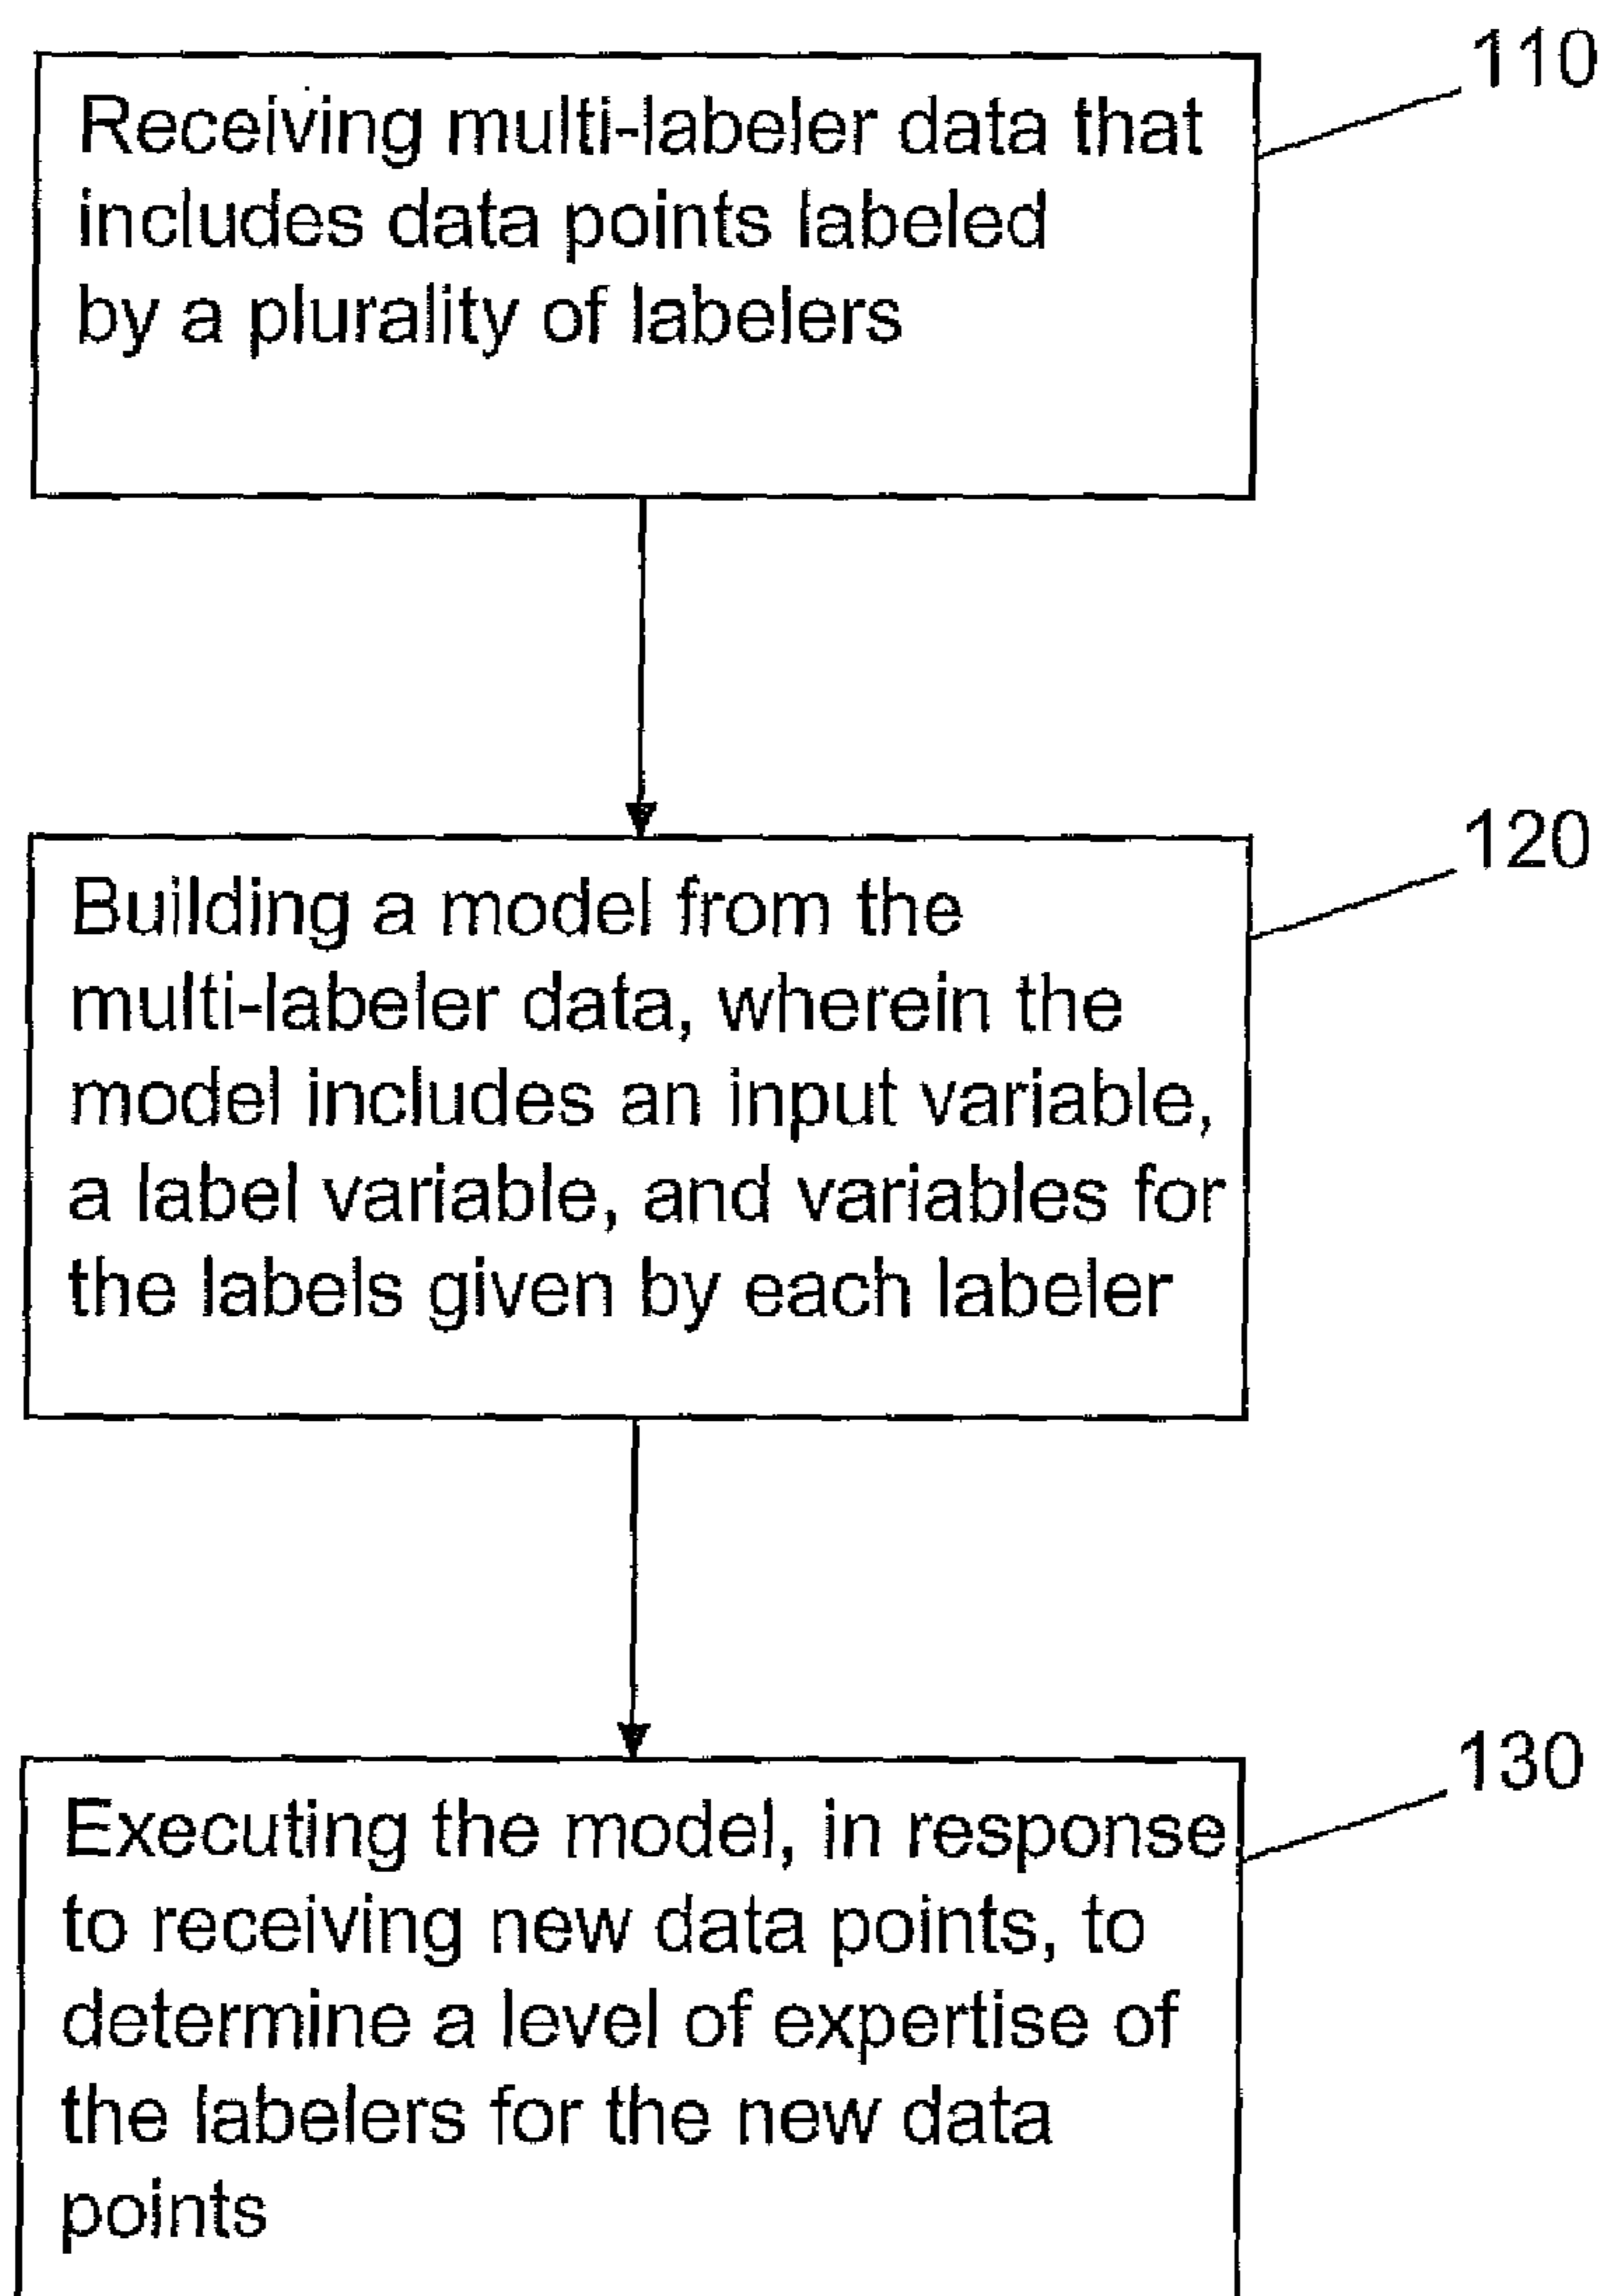 110
Receiving multi-labeler data that
includes data points labeled
by a plurality of labelers
120
Building a model from the
multi-labeler data, wherein the
model includes an input variable,
a label variable, and variables for
the labels given by each labeler
130
Executing the model, in response
to receiving new data points, to
determine a level of expertise of
the labelers for the new data
points